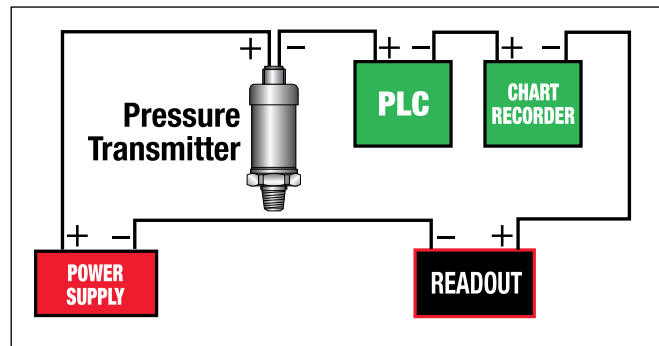 + −
+ −
+ −
PLC
CHART
RECORDER
Pressure
Transmitter
+ −
POWER
SUPPLY
− +
READOUT